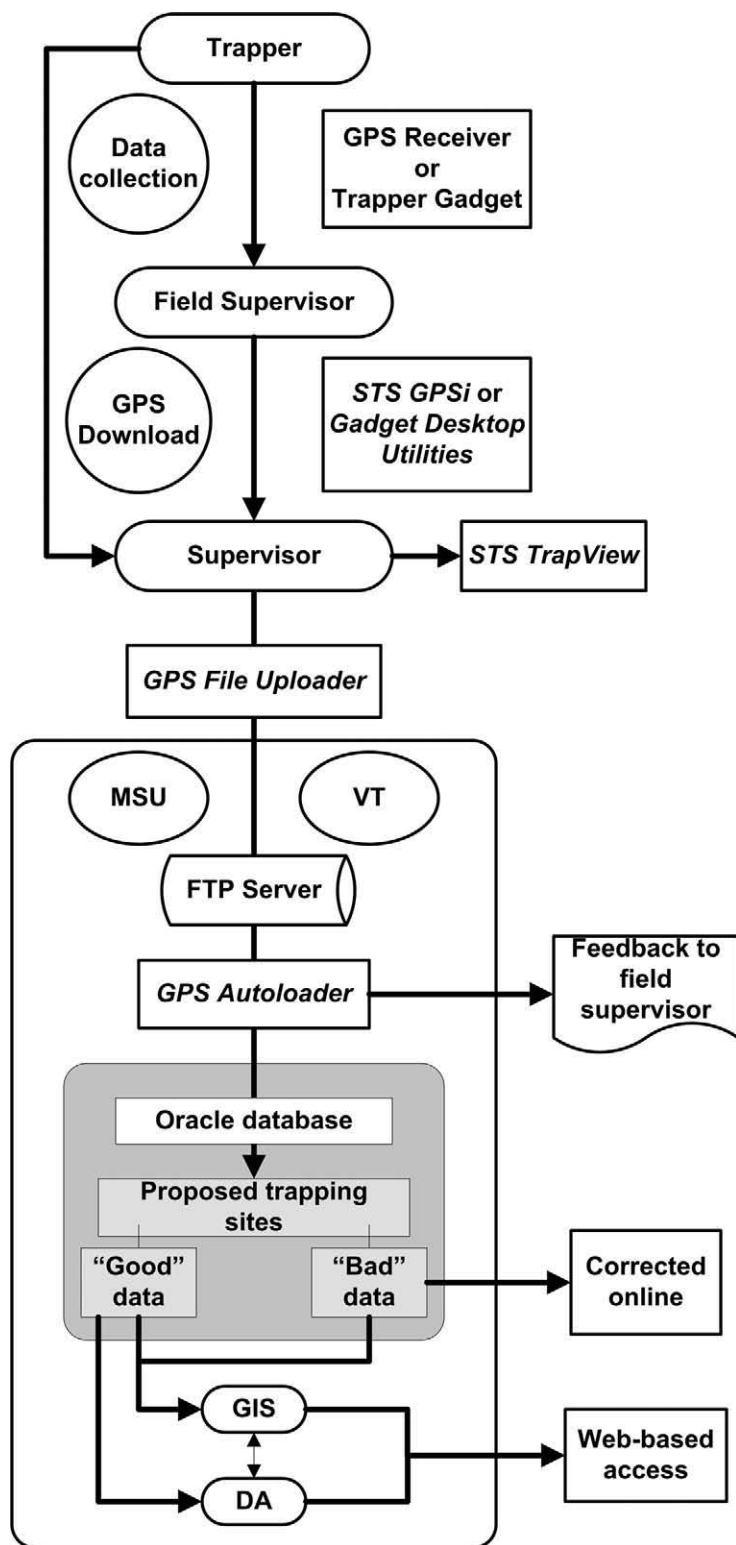 Trapper
Data
collection
GPS Receiver
or
Trapper Gadget
Field Supervisor
GPS
Download
STS GPSi or
Gadget Desktop
Utilities
Supervisor
STS TrapView
GPS File Uploader
MSU
VT
FTP Server
GPS Autoloader
Feedback to
field
supervisor
Oracle database
Proposed trapping
sites
“Good”
data
“Bad”
data
Corrected
online
GIS
Web-based
access
DA